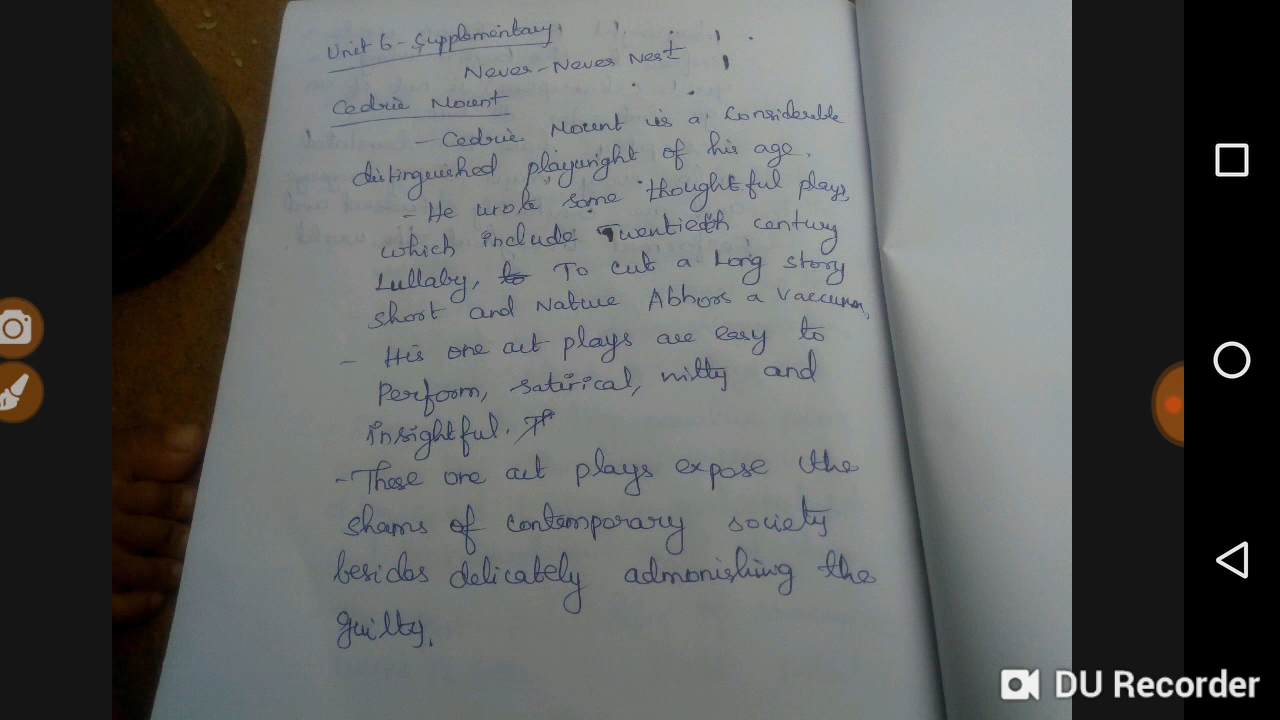 Unit 6 - Supplementary
Never - Never Nest
Cedric Mount
- Cedric Mount is a considerable
distinguished playwright of his age.
- He wrote some thoughtful plays
which include Twentieth century
Lullaby, to To cut a Long story
short and Nature Abhors a Vaccum,
- His one act plays are easy to
Perform, satirical, witty and
insightful.
- These one act plays expose the
shams of contemporary society
besides delicately admonishing the
guilty.
DU Recorder